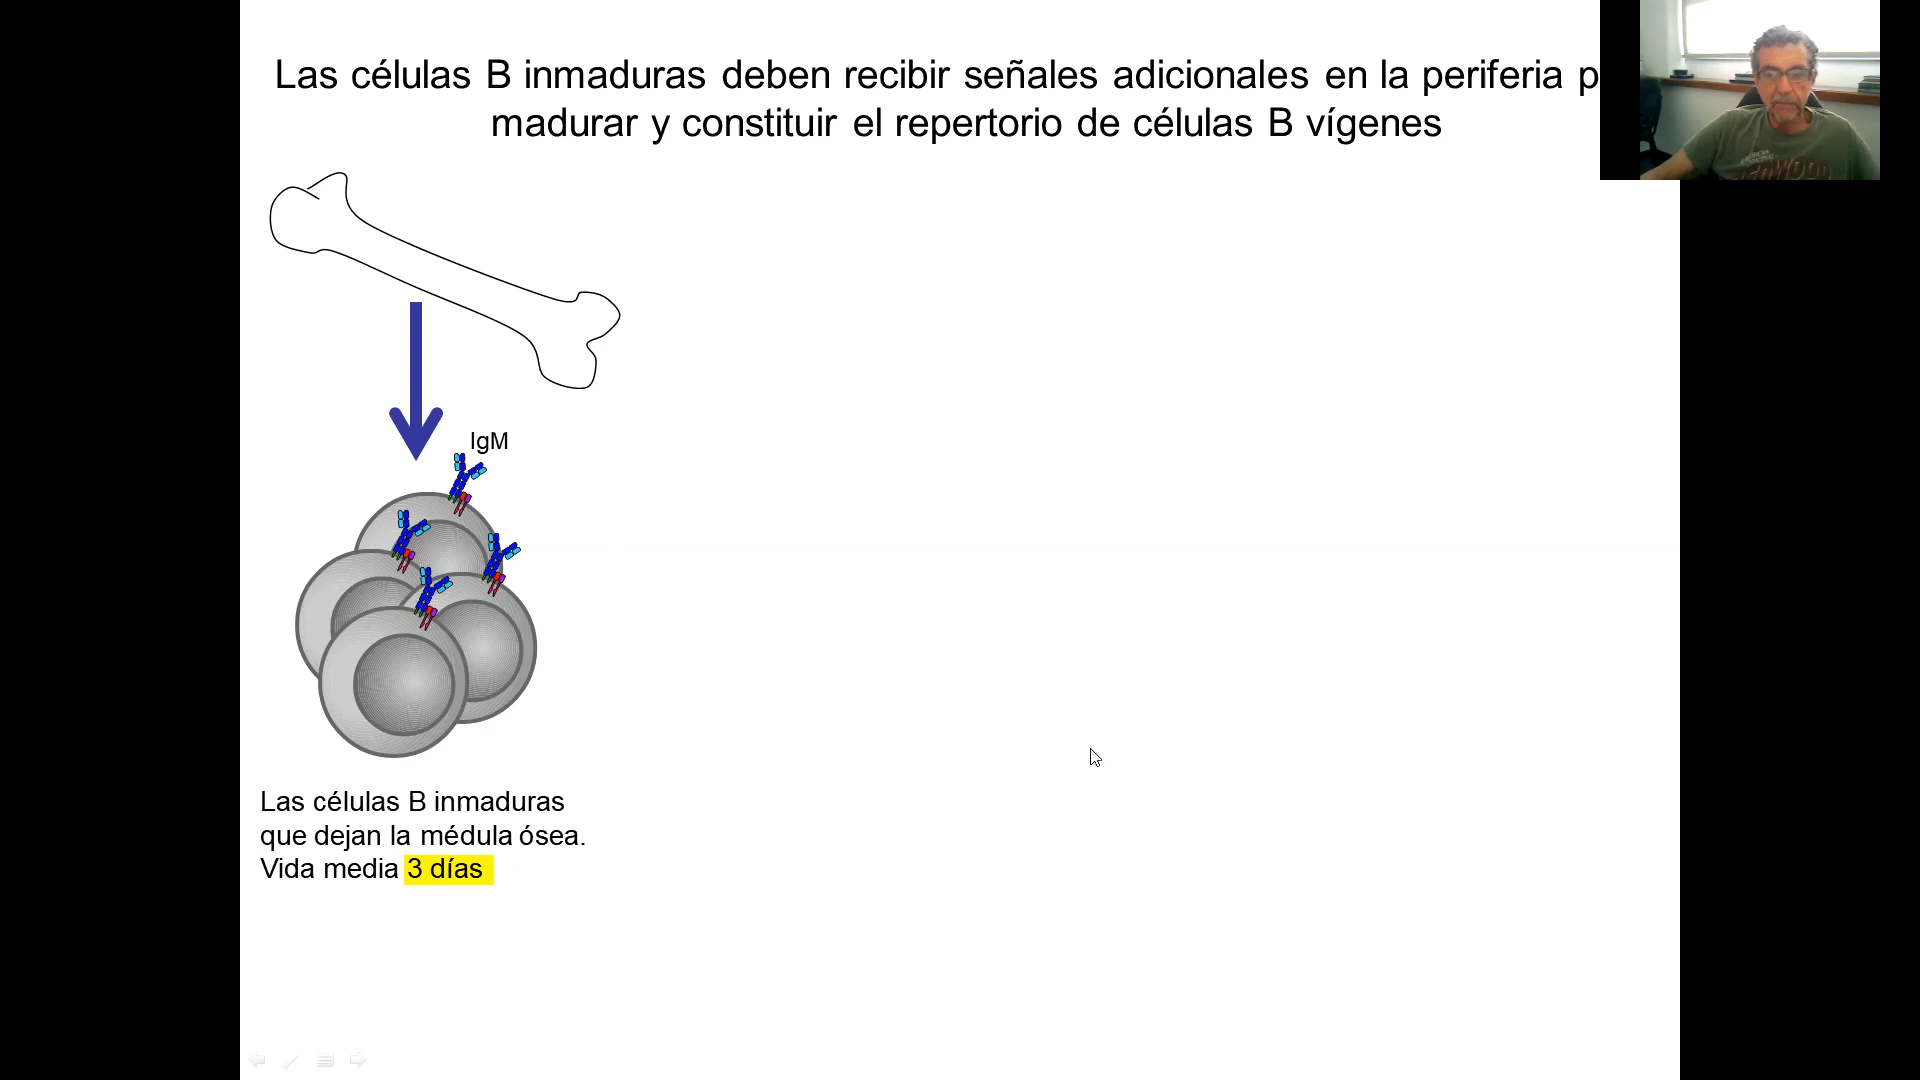 Las células B inmaduras deben recibir señales adicionales en la periferia p
madurar y constituir el repertorio de células B vígenes
IgM
Las células B inmaduras
que dejan la médula ósea.
Vida media 3 días